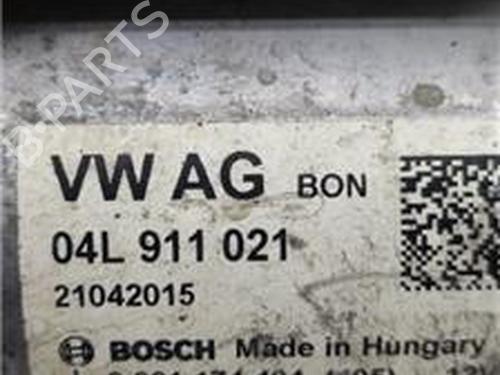 B-PARTS
VW AG BON
04L 911 021
21042015
BOSCH Made in Hungary